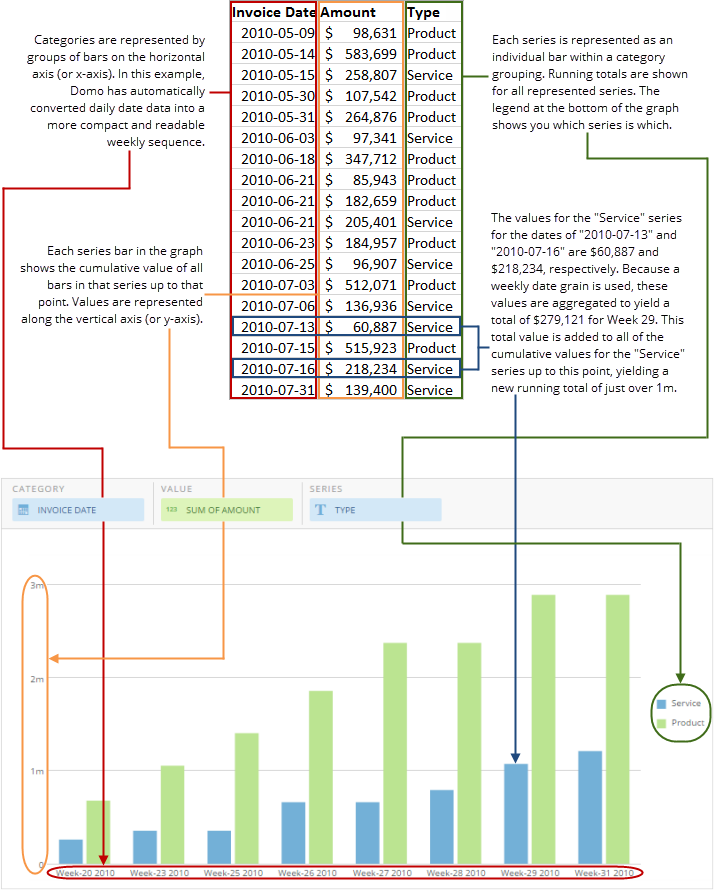 Invoice Date Amount Type
2010-05-09 $ 98,631 Product
2010-05-14 $ 583,699 Product
2010-05-15 $ 258,807 Service
2010-05-30 $ 107,542 Product
2010-05-31 $ 264,876 Product
2010-06-03 $ 97,341 Service
2010-06-18 $ 347,712 Product
2010-06-21 $ 85,943 Product
2010-06-21 $ 182,659 Product
2010-06-21 $ 205,401 Service
2010-06-23 $ 184,957 Product
2010-06-25 $ 96,907 Service
2010-07-03 $ 512,071 Product
2010-07-06 $ 136,936 Service
2010-07-13 $ 60,887 Service
2010-07-15 $ 515,923 Product
2010-07-16 $ 218,234 Service
2010-07-31 $ 139,400 Service
Categories are represented by
groups of bars on the horizontal
axis (or x-axis). In this example,
Domo has automatically
converted daily date data into a
more compact and readable
weekly sequence.
Each series bar in the graph
shows the cumulative value of all
bars in that series up to that
point. Values are represented
along the vertical axis (or y-axis).
Each series is represented as an
individual bar within a category
grouping. Running totals are shown
for all represented series. The
legend at the bottom of the graph
shows you which series is which.
The values for the "Service" series
for the dates of "2010-07-13" and
"2010-07-16" are $60,887 and
$218,234, respectively. Because a
weekly date grain is used, these
values are aggregated to yield a
total of $279,121 for Week 29. This
total value is added to all of the
cumulative values for the "Service"
series up to this point, yielding a
new running total of just over 1m.
CATEGORY VALUE SERIES
INVOICE DATE 123 SUM OF AMOUNT T TYPE
3m
2m
1m
0
Service
Product
Week-20 2010 Week-23 2010 Week-25 2010 Week-26 2010 Week-27 2010 Week-28 2010 Week-29 2010 Week-31 2010